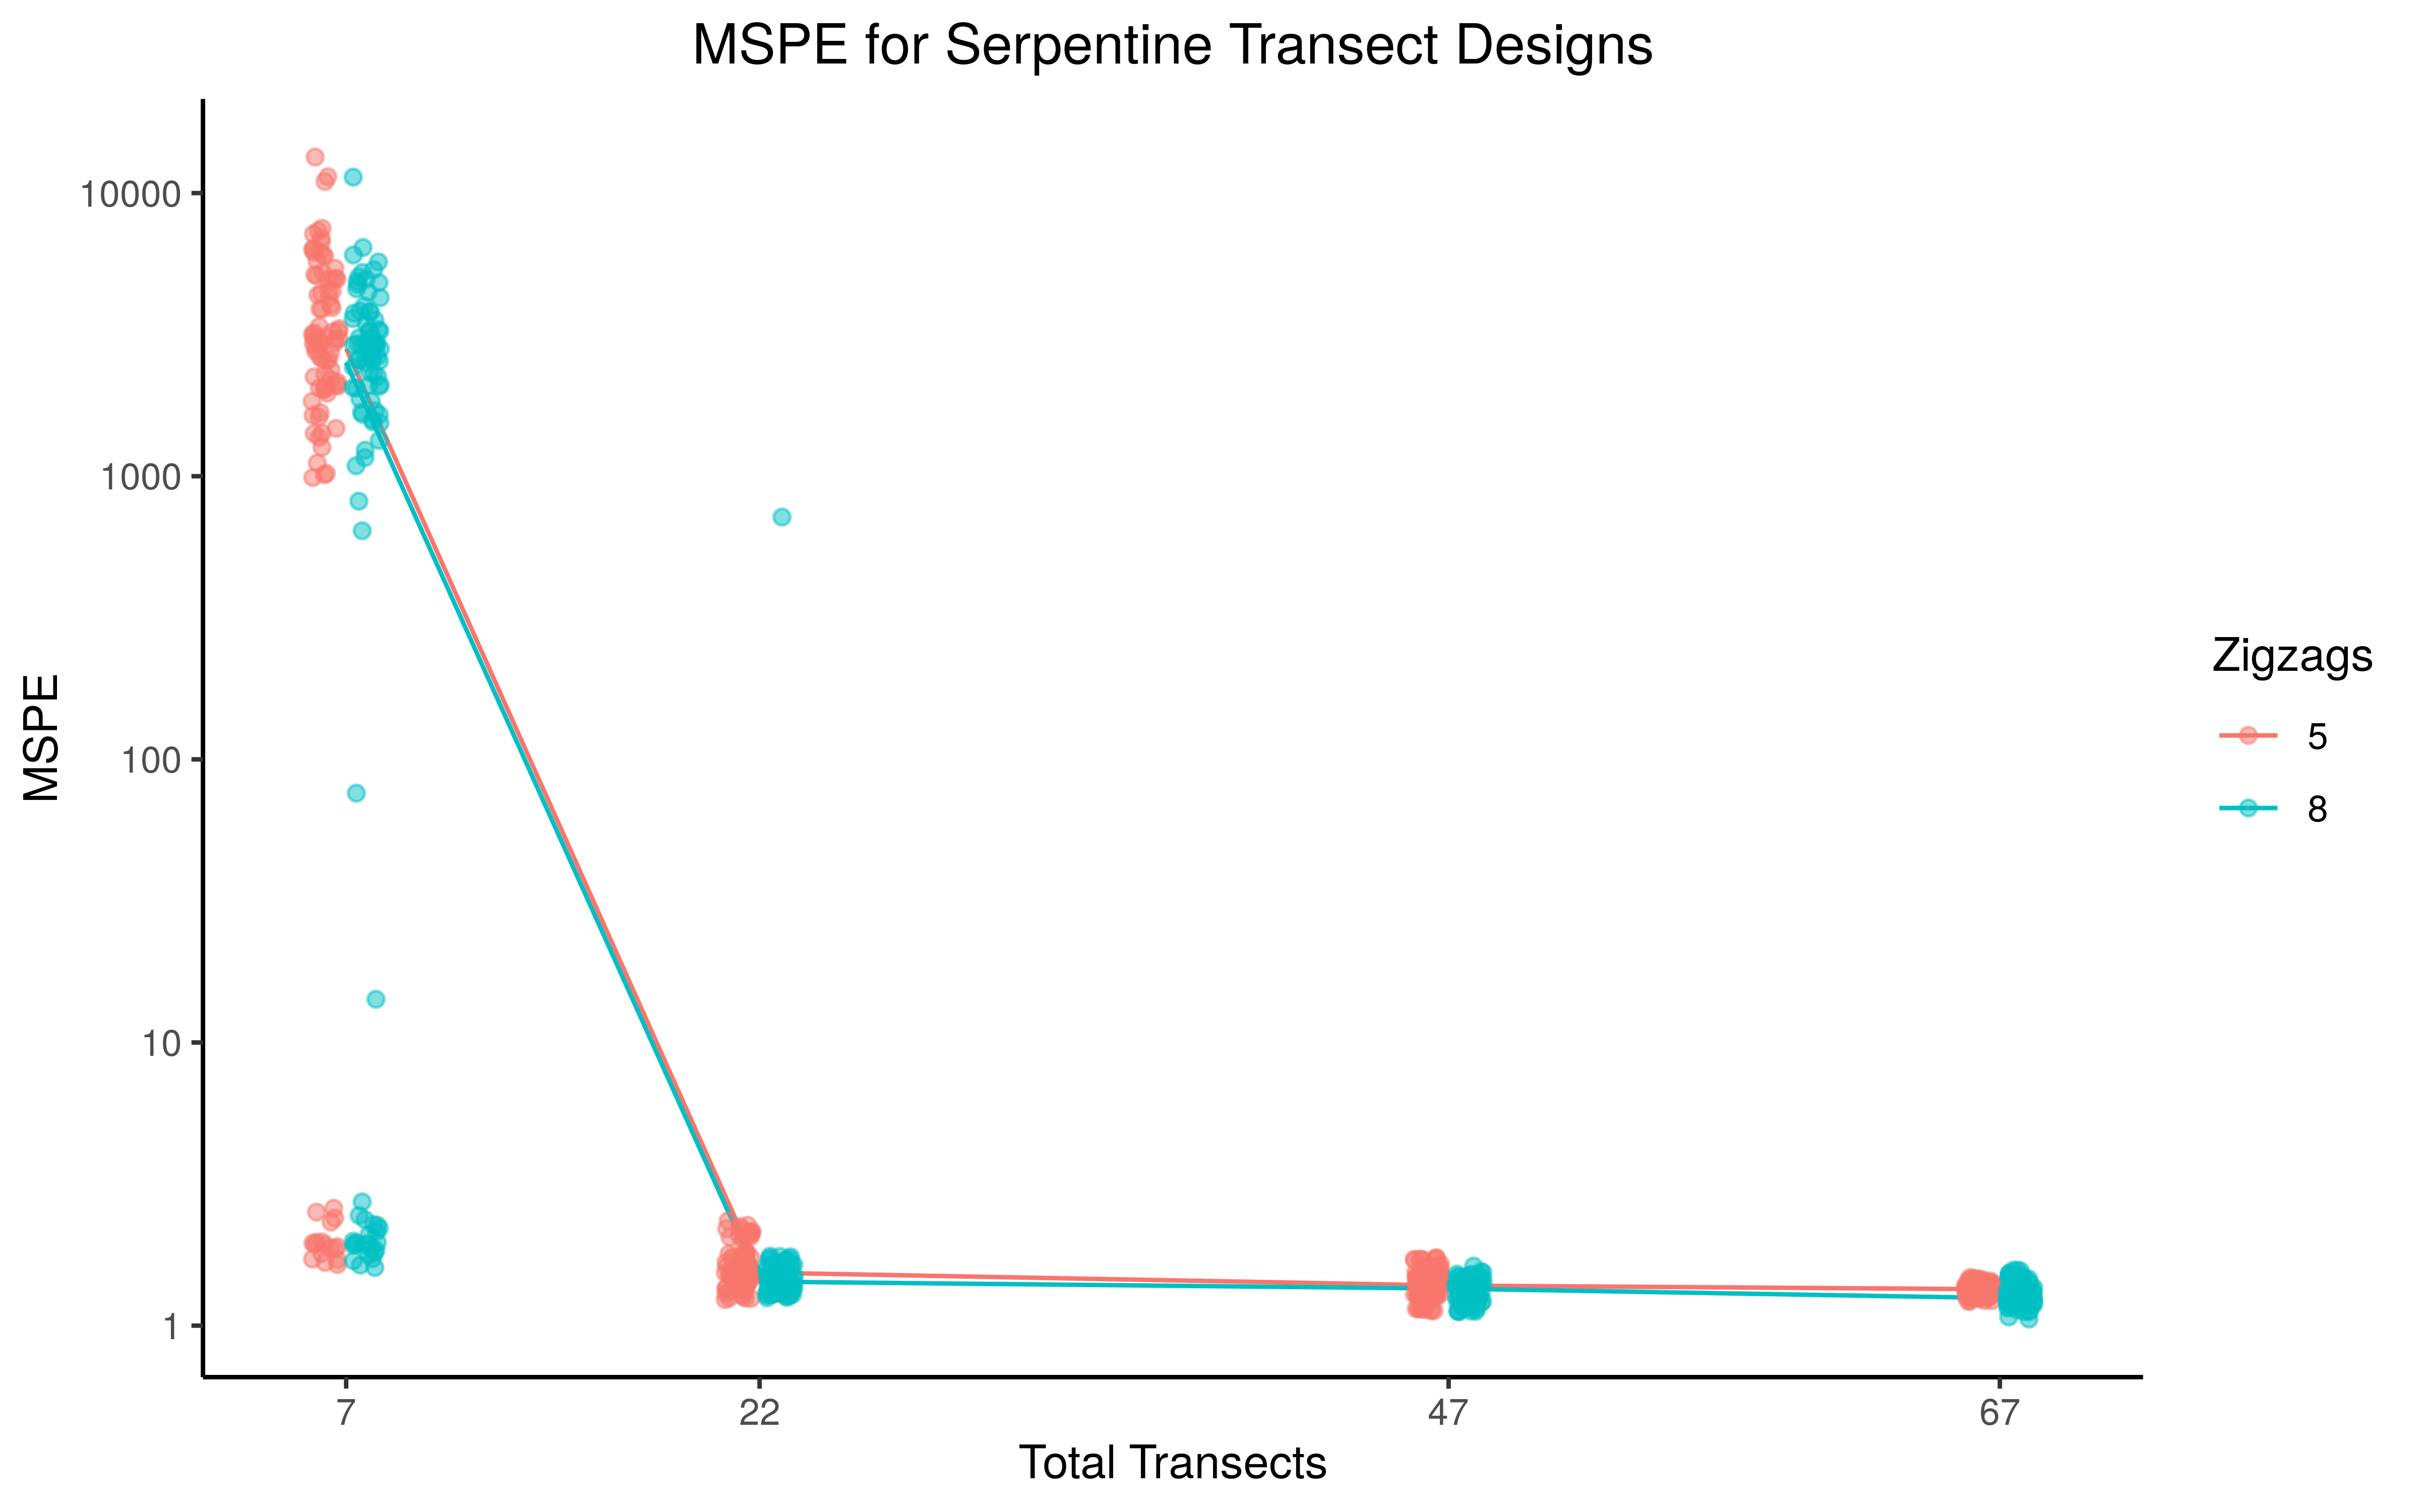 MSPE for Serpentine Transect Designs
MSPE
10000
1000
100
10
1
7 22 47 67
Total Transects
Zigzags
5
8